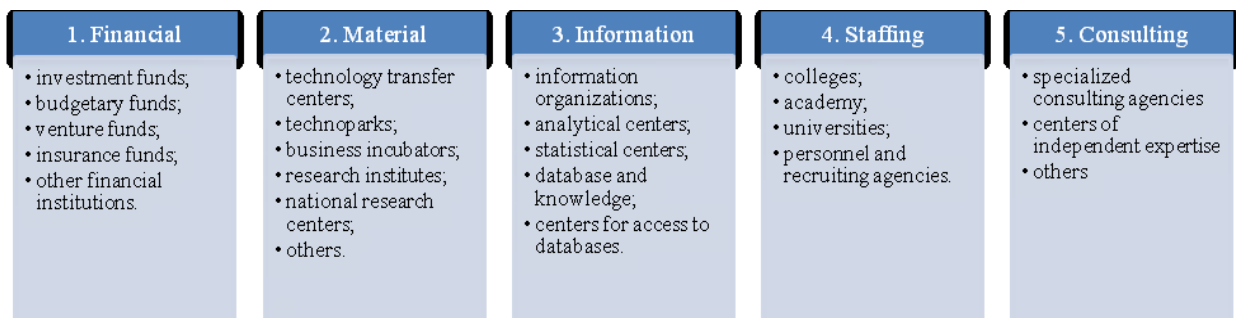 1. Financial
• investment funds;
• budgetary funds;
• venture funds;
• insurance funds;
• other financial
institutions.
2. Material
• technology transfer
centers;
• technoparks;
• business incubators;
• research institutes;
• national research
centers;
• others.
3. Information
• information
organizations;
• analytical centers;
• statistical centers;
• database and
knowledge;
• centers for access to
databases.
4. Staffing
• colleges;
• academy;
• universities;
• personnel and
recruiting agencies.
5. Consulting
• specialized
consulting agencies
• centers of
independent expertise
• others